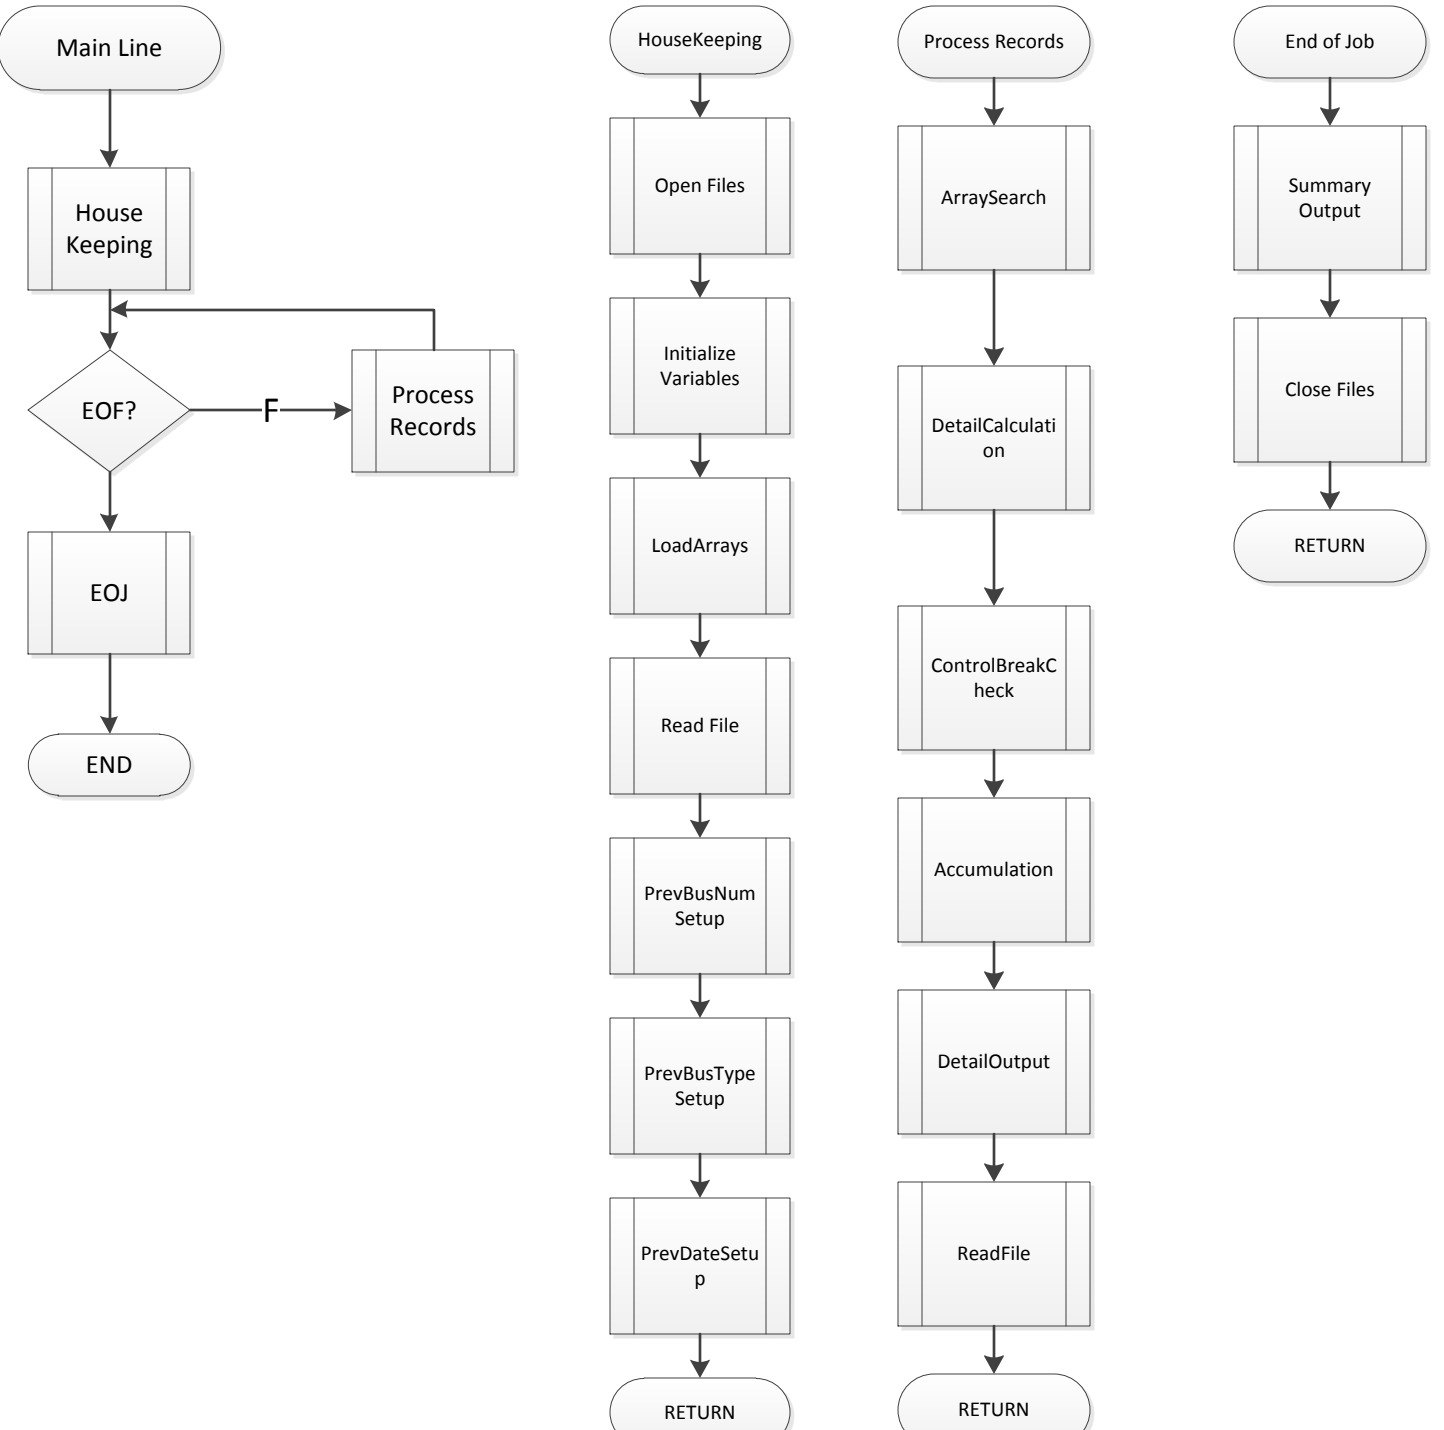 Main Line
House
Keeping
EOF?
F
Process
Records
EOJ
END
HouseKeeping
Open Files
Initialize
Variables
LoadArrays
Read File
PrevBusNum
Setup
PrevBusType
Setup
PrevDateSetu
p
RETURN
Process Records
ArraySearch
DetailCalculati
on
ControlBreakC
heck
Accumulation
DetailOutput
ReadFile
RETURN
End of Job
Summary
Output
Close Files
RETURN